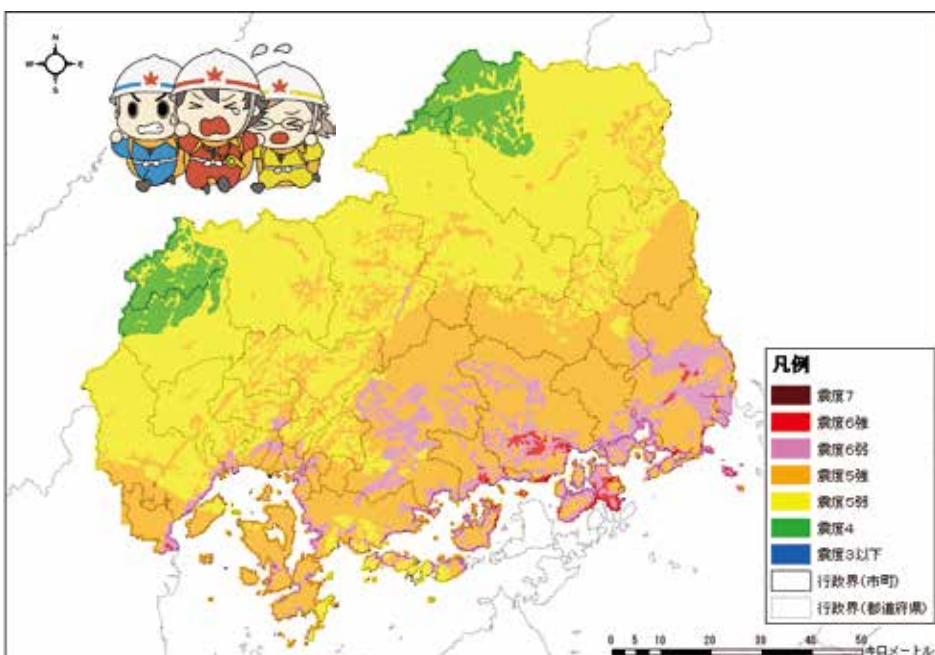 N
W E
S
凡例
震度7
震度6強
震度6弱
震度5強
震度5弱
震度4
震度3以下
行政界(市町)
行政界(都道府県)
0 5 10 20 30 40 50
キロメートル